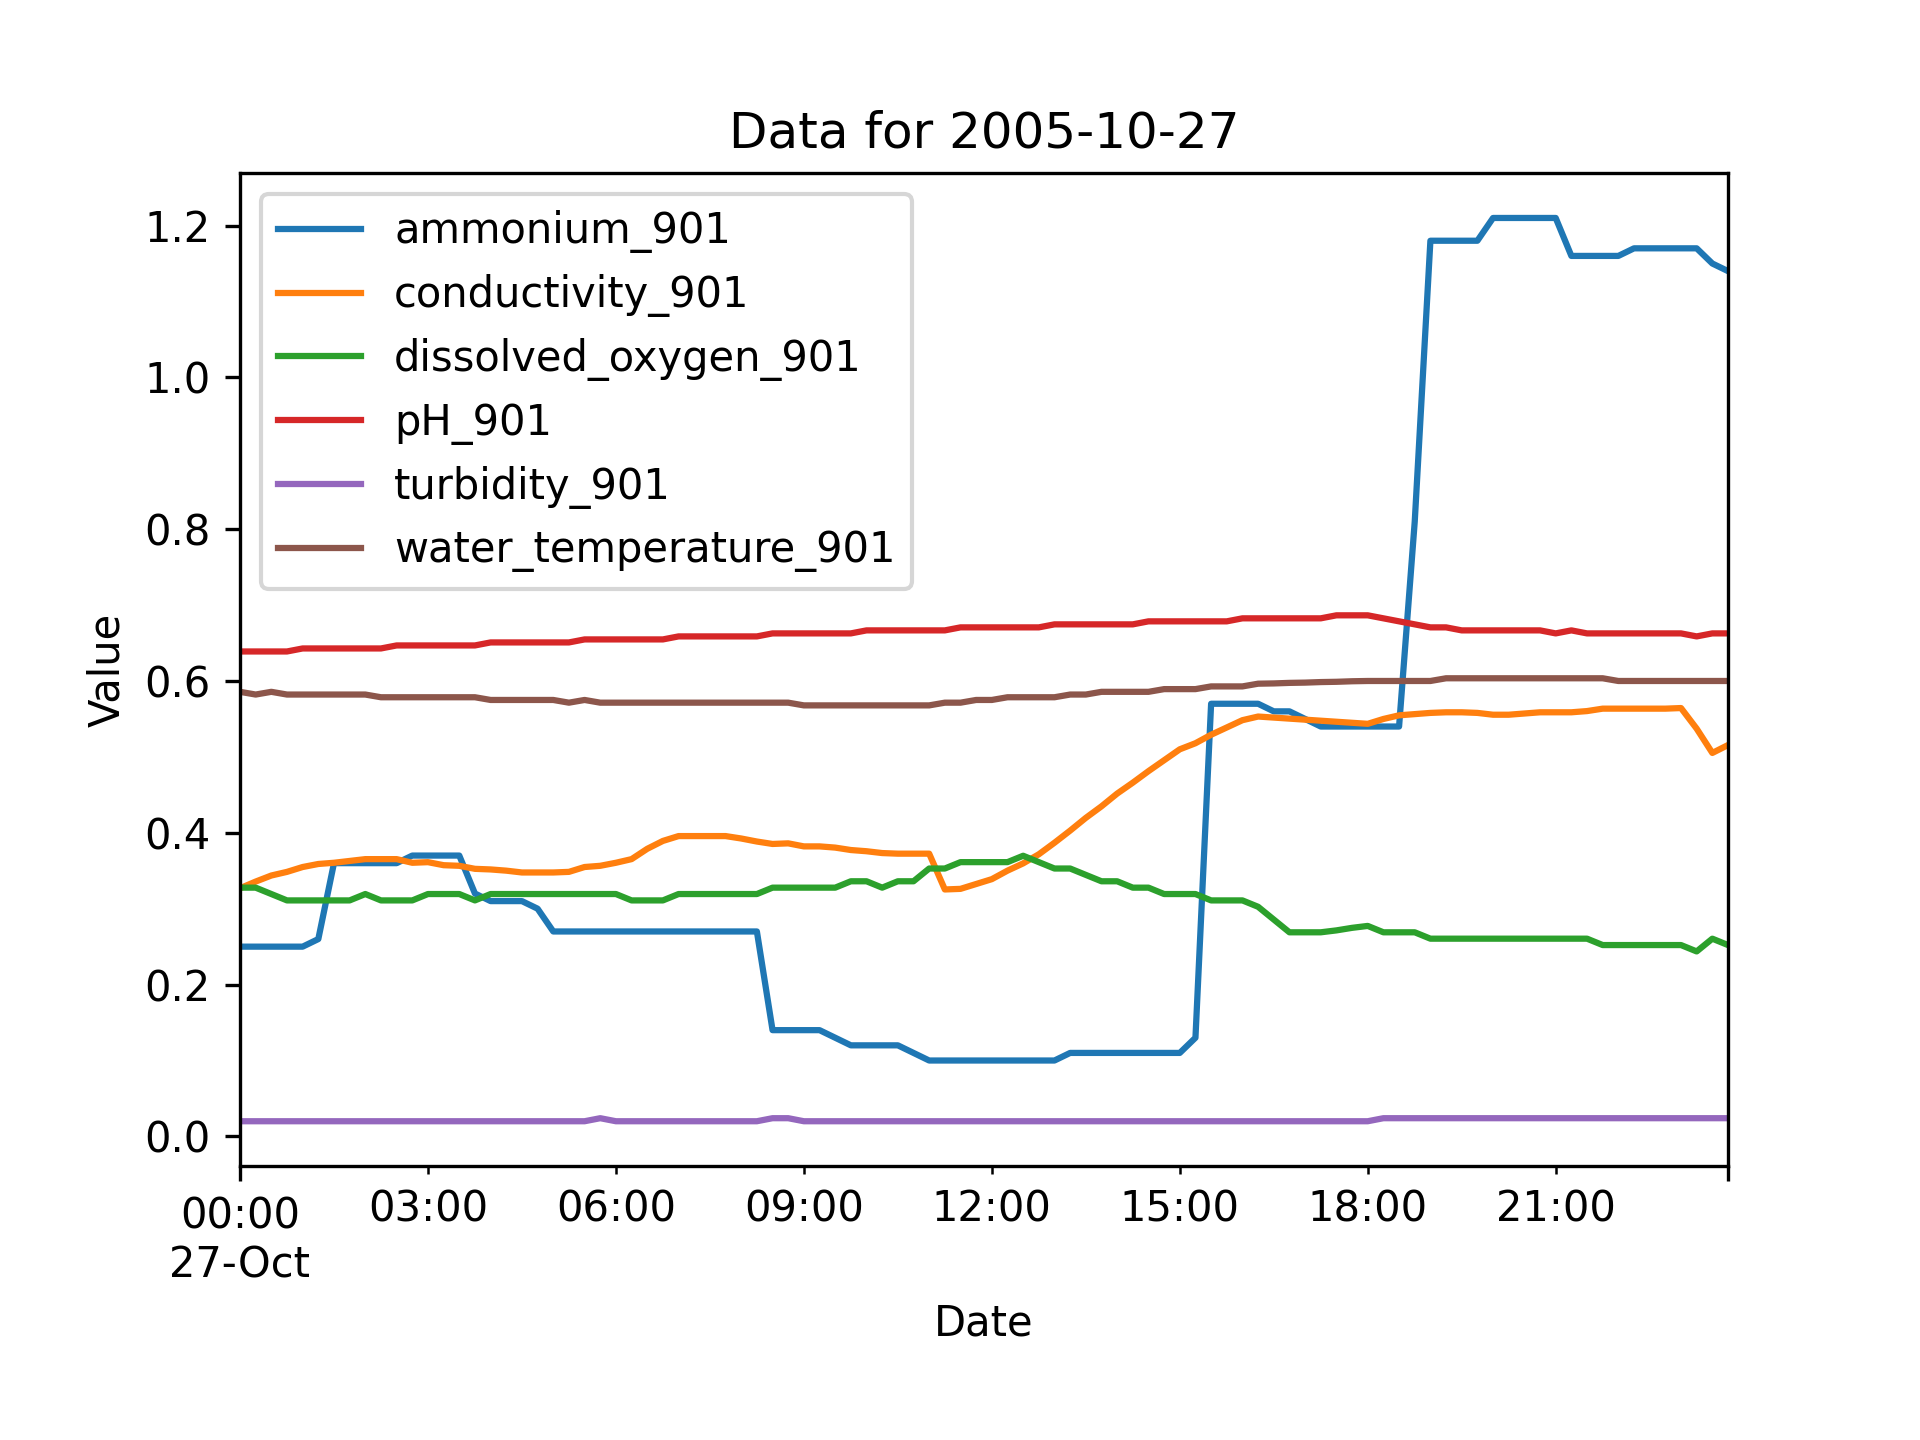 Data for 2005-10-27
1.2
1.0
0.8
0.6
0.4
0.2
0.0
Value
ammonium_901
conductivity_901
dissolved_oxygen_901
pH_901
turbidity_901
water_temperature_901
00:00 03:00 06:00 09:00 12:00 15:00 18:00 21:00
27-Oct
Date